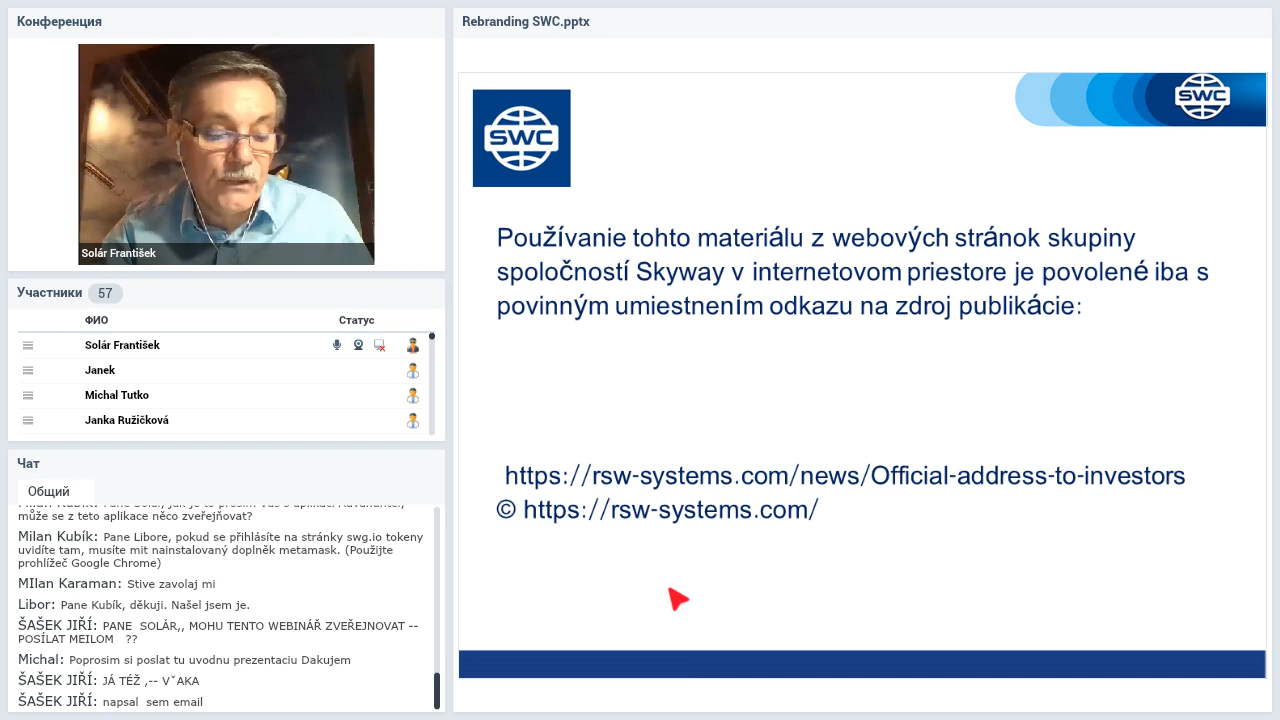 Конференция
Solár František
Участники 57
ФИО Статус
Solár František
Janek
Michal Tutko
Janka Ružičková
Чат
Общий
může se z teto aplikace něco zveřejňovat?
Milan Kubík: Pane Libore, pokud se přihlásíte na stránky swg.io tokeny
uvidíte tam, musíte mit nainstalovaný doplněk metamask. (Použijte
prohlížeč Google Chrome)
MIlan Karaman: Stive zavolaj mi
Libor: Pane Kubík, děkuji. Našel jsem je.
ŠAŠEK JIŘÍ: PANE SOLÁR,, MOHU TENTO WEBINÁŘ ZVEŘEJNOVAT --
POSÍLAT MEILOM ??
Michal: Poprosim si poslat tu uvodnu prezentaciu Dakujem
ŠAŠEK JIŘÍ: JÁ TÉŽ ,-- VˇAKA
ŠAŠEK JIŘÍ: napsal sem email
Rebranding SWC.pptx
SWC
SWC
Používanie tohto materiálu z webových stránok skupiny
spoločností Skyway v internetovom priestore je povolené iba s
povinným umiestnením odkazu na zdroj publikácie:
https://rsw-systems.com/news/Official-address-to-investors
© https://rsw-systems.com/